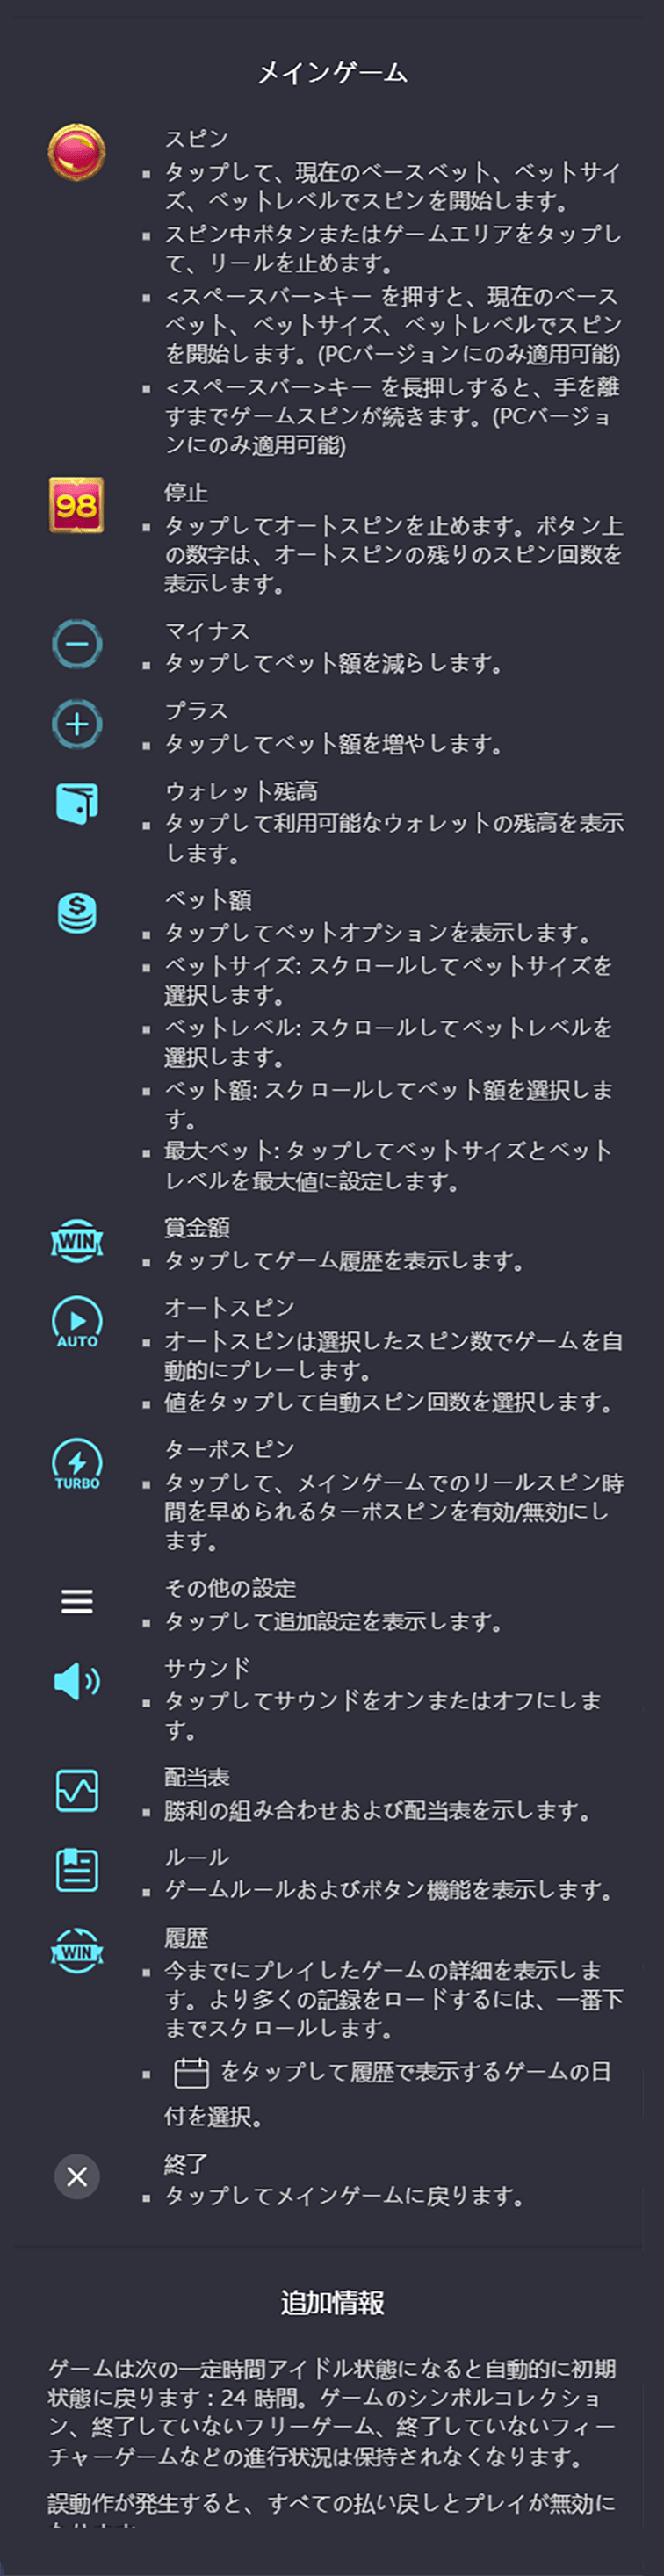 メインゲーム
スピン
タップして、現在のベースベット、ベットサイ
ズ、ベットレベルでスピンを開始します。
スピン中ボタンまたはゲームエリアをタップし
て、リールを止めます。
<スペースバー>キー を押すと、現在のベース
ベット、ベットサイズ、ベットレベルでスピン
を開始します。(PCバージョンにのみ適用可能)
<スペースバー>キー を長押しすると、手を離
すまでゲームスピンが続きます。(PCバージョ
ンにのみ適用可能)
98
停止
タップしてオートスピンを止めます。ボタン上
の数字は、オートスピンの残りのスピン回数を
表示します。
マイナス
タップしてベット額を減らします。
プラス
タップしてベット額を増やします。
ウォレット残高
タップして利用可能なウォレットの残高を表示
します。
ベット額
タップしてベットオプションを表示します。
ベットサイズ: スクロールしてベットサイズを
選択します。
ベットレベル: スクロールしてベットレベルを
選択します。
ベット額: スクロールしてベット額を選択しま
す。
最大ベット: タップしてベットサイズとベット
レベルを最大値に設定します。
WIN
賞金額
タップしてゲーム履歴を表示します。
AUTO
オートスピン
オートスピンは選択したスピン数でゲームを自
動的にプレーします。
値をタップして自動スピン回数を選択します。
TURBO
ターボスピン
タップして、メインゲームでのリールスピン時
間を早められるターボスピンを有効/無効にし
ます。
その他の設定
タップして追加設定を表示します。
サウンド
タップしてサウンドをオンまたはオフにしま
す。
配当表
勝利の組み合わせおよび配当表を示します。
ルール
ゲームルールおよびボタン機能を表示します。
WIN
履歴
今までにプレイしたゲームの詳細を表示しま
す。より多くの記録をロードするには、一番下
までスクロールします。
をタップして履歴で表示するゲームの日
付を選択。
終了
タップしてメインゲームに戻ります。
追加情報
ゲームは次の一定時間アイドル状態になると自動的に初期
状態に戻ります : 24 時間。ゲームのシンボルコレクショ
ン、終了していないフリーゲーム、終了していないフィー
チャーゲームなどの進行状況は保持されなくなります。
誤動作が発生すると、すべての払い戻しとプレイが無効に